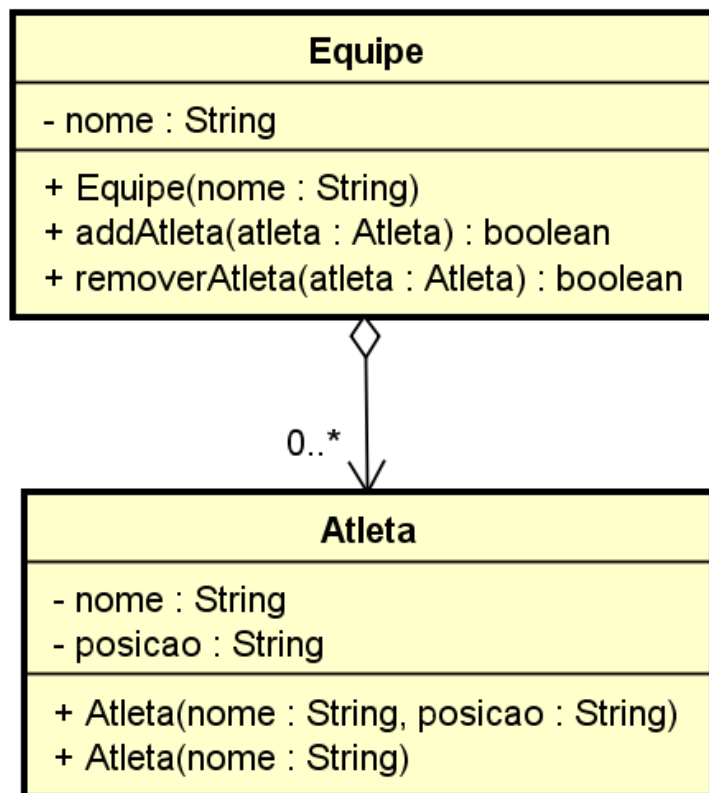 Equipe
- nome : String
+ Equipe(nome : String)
+ addAtleta(atleta : Atleta) : boolean
+ removerAtleta(atleta : Atleta) : boolean
0..*
Atleta
- nome : String
- posicao : String
+ Atleta(nome : String, posicao : String)
+ Atleta(nome : String)